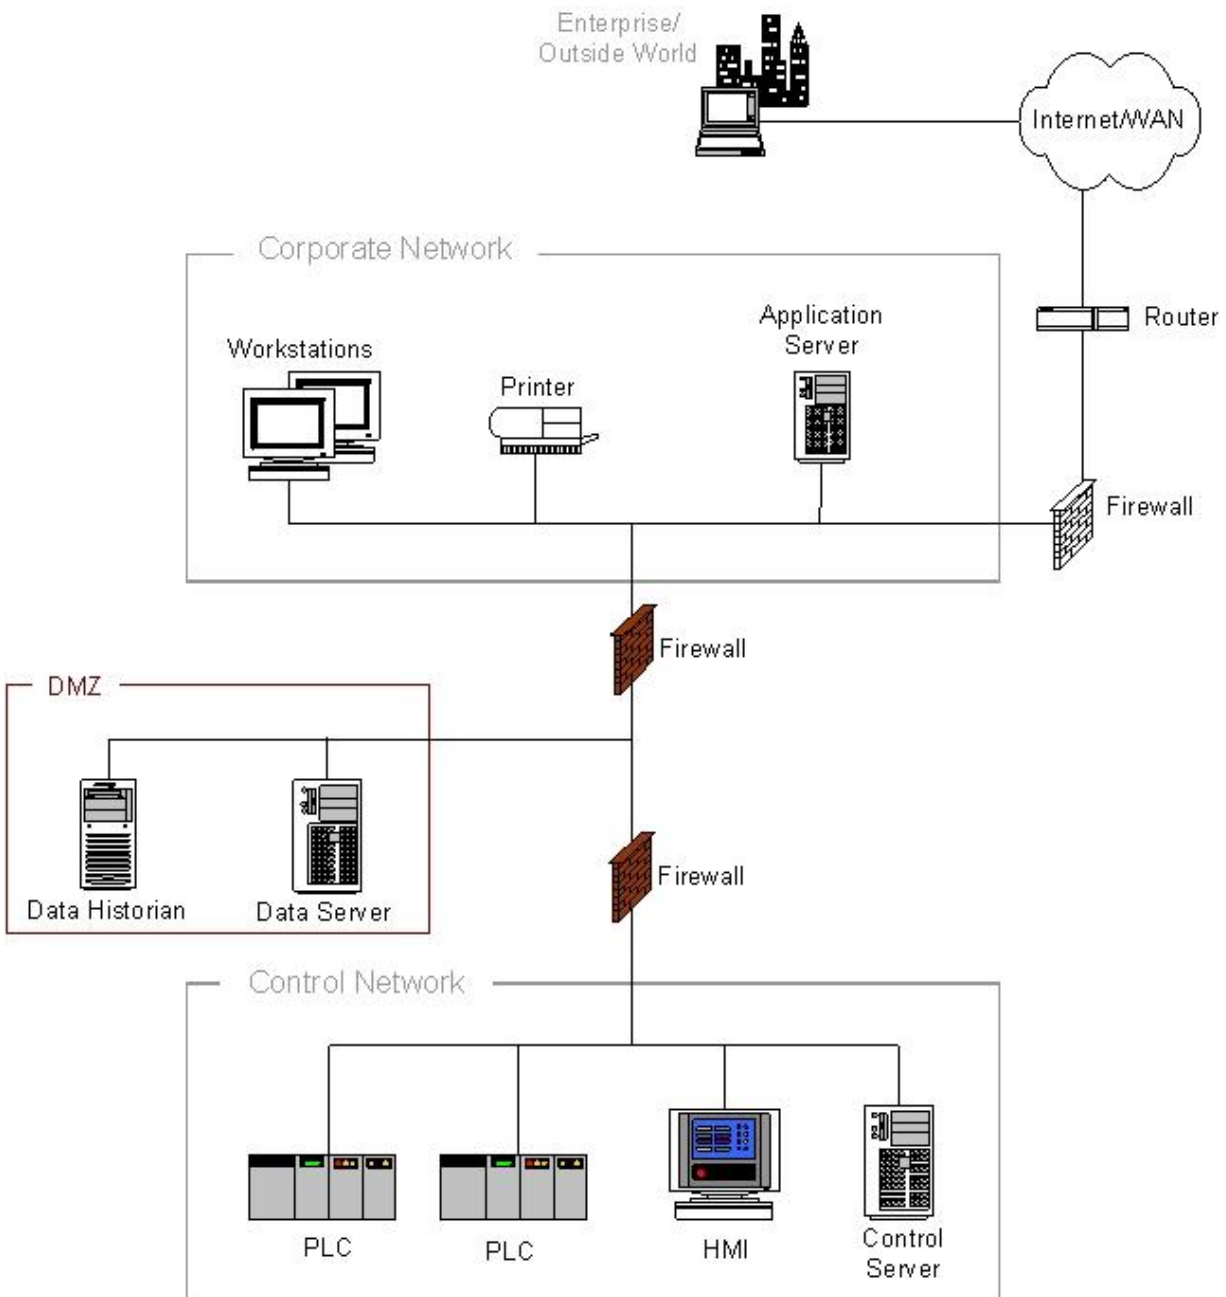 Enterprise/
Outside World
Internet/WAN
Corporate Network
Router
Application
Server
Workstations
Printer
Firewall
Firewall
DMZ
Firewall
Data Historian
Data Server
Control Network
PLC
PLC
HMI
Control
Server